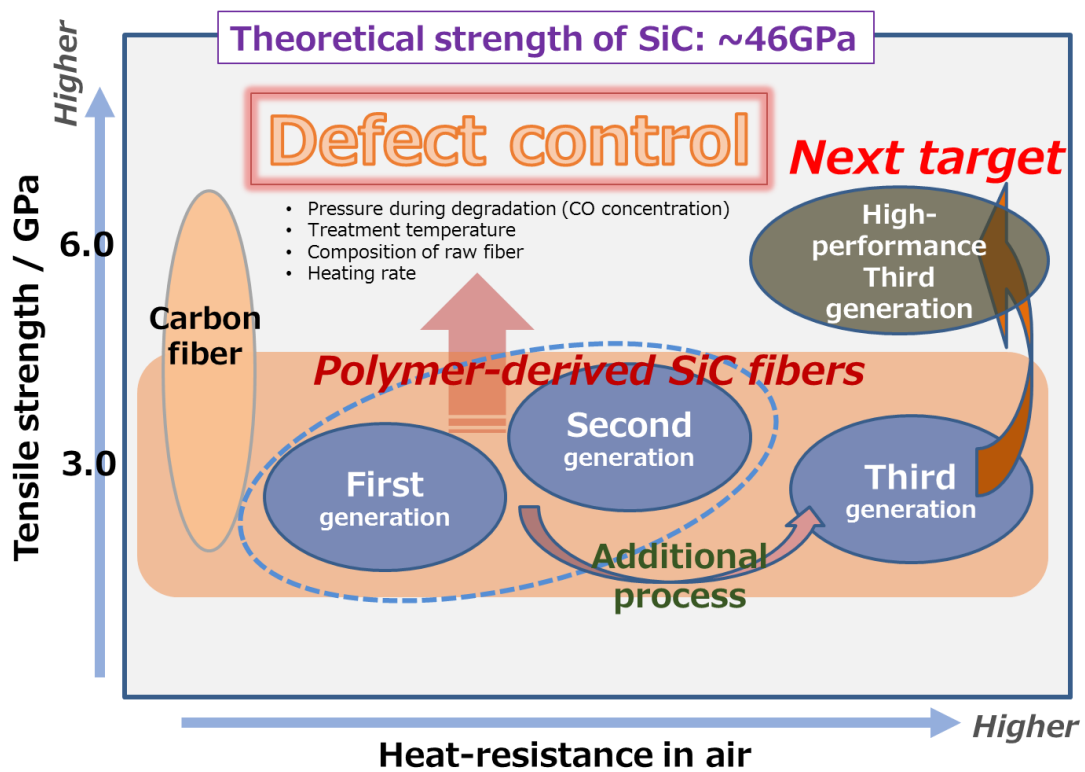 Theoretical strength of SiC: ~46GPa
Higher
Defect control
Next target
• Pressure during degradation (CO concentration)
• Treatment temperature
• Composition of raw fiber
• Heating rate
High-
performance
Third
generation
Tensile strength / GPa
6.0
3.0
Carbon
fiber
Polymer-derived SiC fibers
First
generation
Second
generation
Third
generation
Additional
process
Heat-resistance in air
Higher